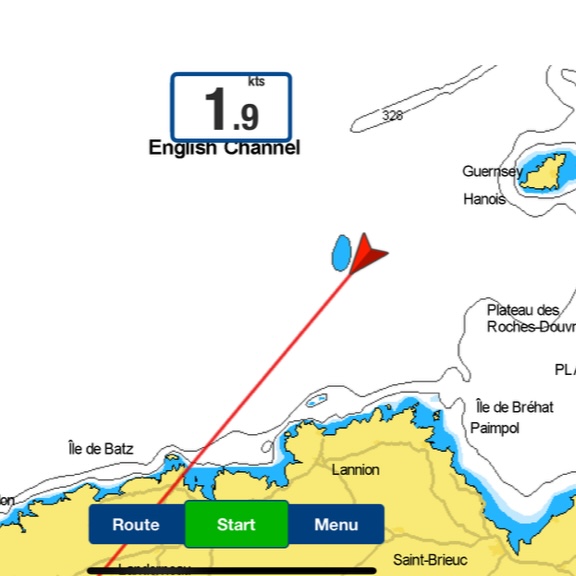 kts
1.9
English Channel
328
Guernsey
Hanois
Plateau des
Roches-Douvr
PLA
Île de Bréhat
Paimpol
Île de Batz
Lannion
on
Route
Start
Menu
Saint-Brieuc
Landerneau